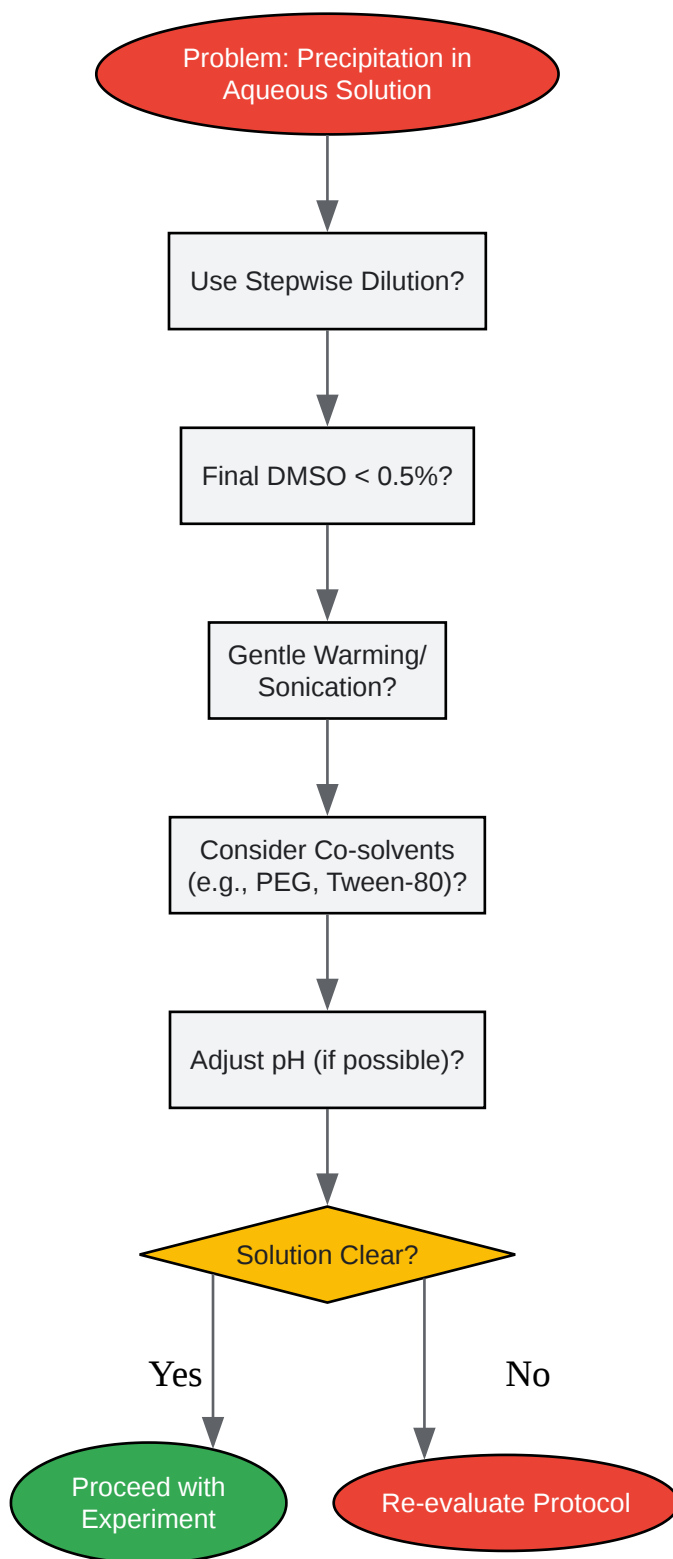 Problem: Precipitation in
Aqueous Solution
Use Stepwise Dilution?
Final DMSO < 0.5%?
Gentle Warming/
Sonication?
Consider Co-solvents
(e.g., PEG, Tween-80)?
Adjust pH (if possible)?
Solution Clear?
Yes
No
Proceed with
Experiment
Re-evaluate Protocol